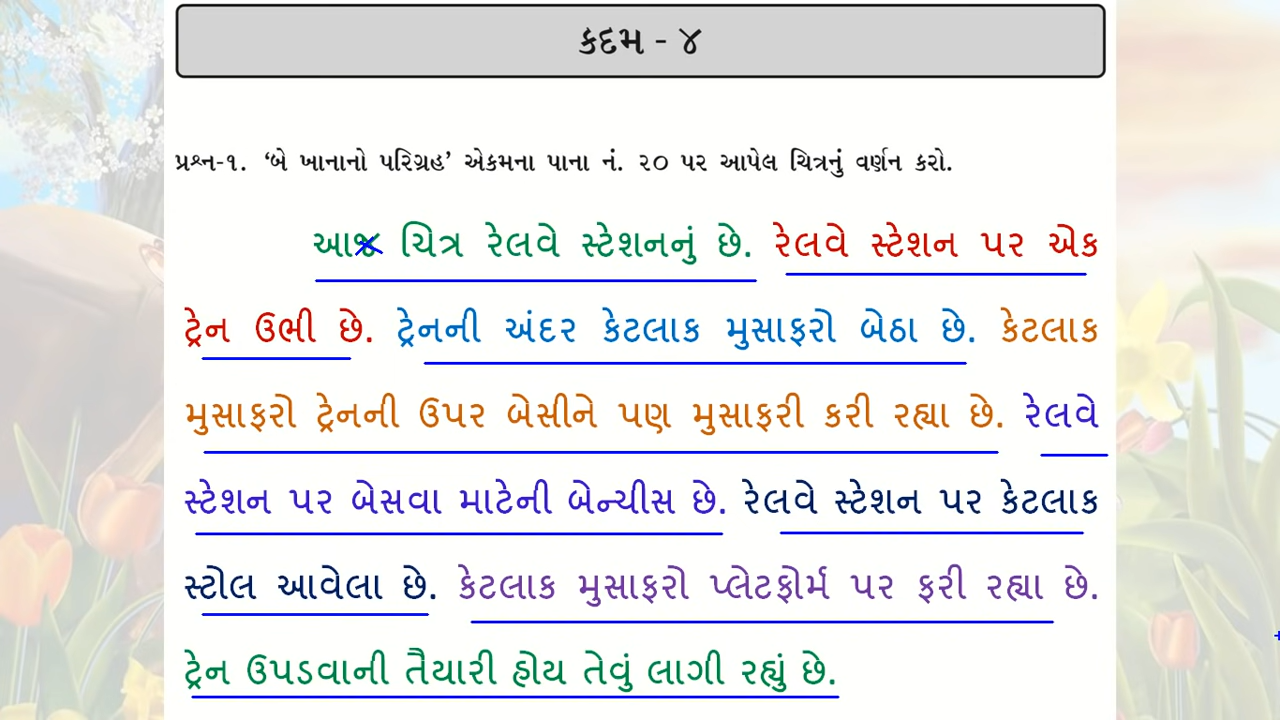 કદમ - ૪
પ્રશ્ન-૧. ‘બે ખાનાનો પરિગ્રહ’ એકમના પાના નં. ૨૦ પર આપેલ ચિત્રનું વર્ણન કરો.
આજ ચિત્ર રેલવે સ્ટેશનનું છે. રેલવે સ્ટેશન પર એક
ટ્રેન ઉભી છે. ટ્રેનની અંદર કેટલાક મુસાફરો બેઠા છે. કેટલાક
મુસાફરો ટ્રેનની ઉપર બેસીને પણ મુસાફરી કરી રહ્યા છે. રેલવે
સ્ટેશન પર બેસવા માટેની બેન્ચીસ છે. રેલવે સ્ટેશન પર કેટલાક
સ્ટોલ આવેલા છે. કેટલાક મુસાફરો પ્લેટફોર્મ પર ફરી રહ્યા છે.
ટ્રેન ઉપડવાની તૈયારી હોય તેવું લાગી રહ્યું છે.